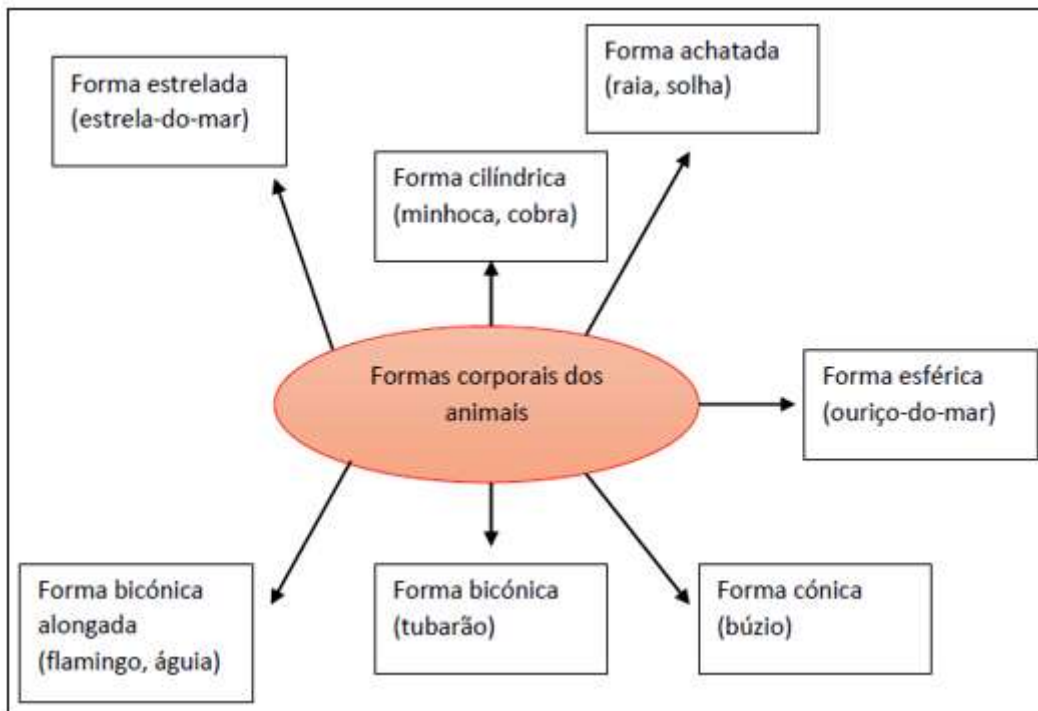 Forma estrelada
(estrela-do-mar)
Forma cilíndrica
(minhoca, cobra)
Forma achatada
(raia, solha)
Formas corporais dos
animais
Forma esférica
(ouriço-do-mar)
Forma bicónica
alongada
(flamingo, águia)
Forma bicónica
(tubarão)
Forma cónica
(búzio)